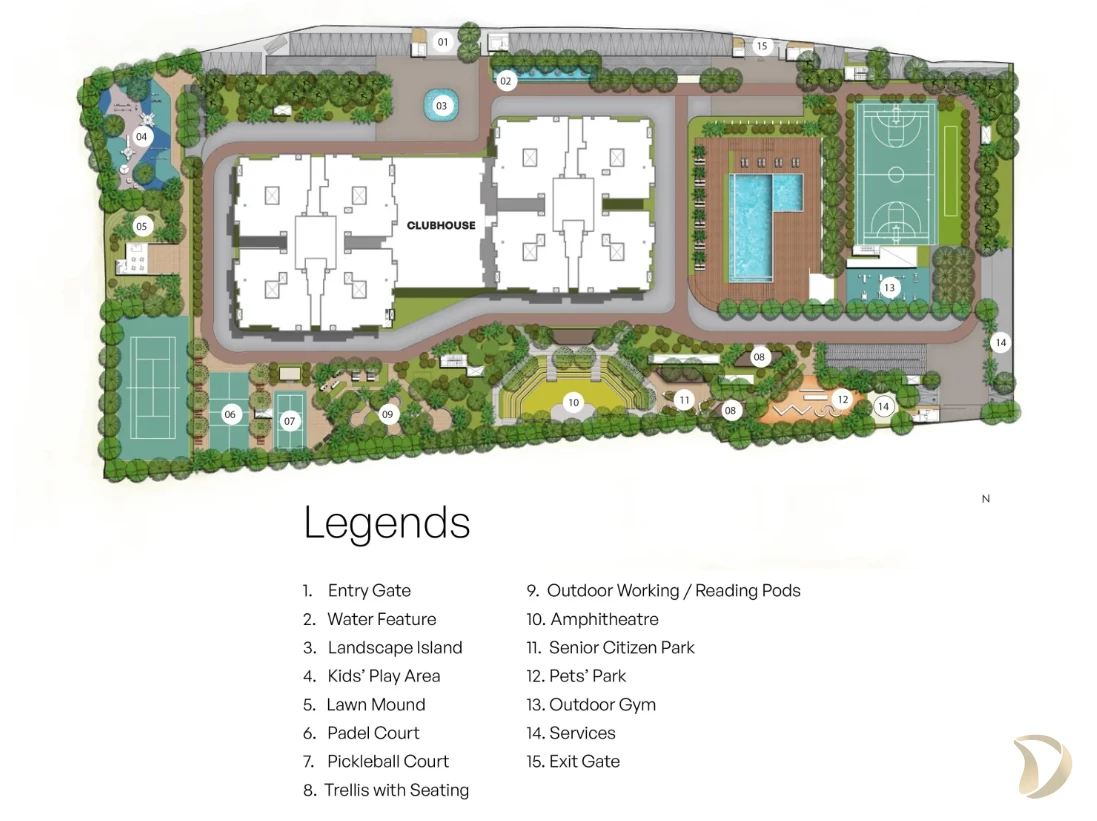 01
15
02
03
04
05
CLUBHOUSE
13
14
08
06
07
09
10
11
08
12
14
N
Legends
1. Entry Gate
2. Water Feature
3. Landscape Island
4. Kids' Play Area
5. Lawn Mound
6. Padel Court
7. Pickleball Court
8. Trellis with Seating
9. Outdoor Working / Reading Pods
10. Amphitheatre
11. Senior Citizen Park
12. Pets' Park
13. Outdoor Gym
14. Services
15. Exit Gate